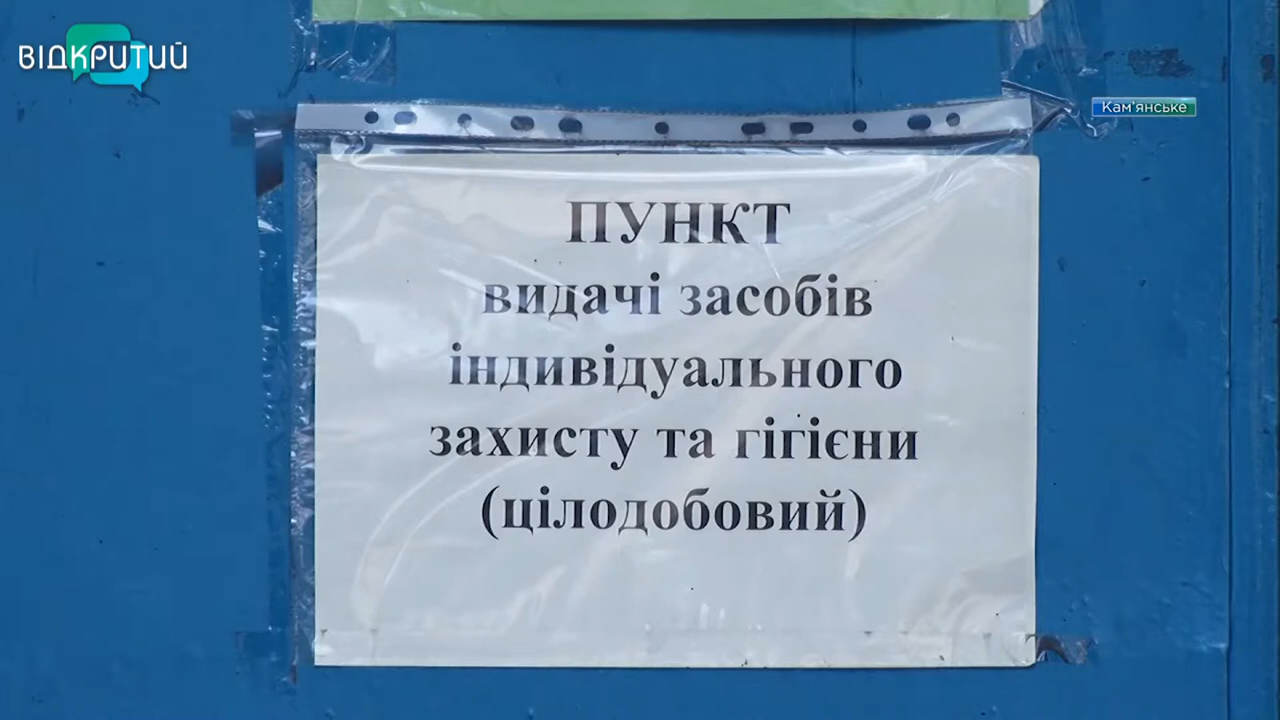 ВІДКРИТИЙ
Кам'янське
ПУНКТ
видачі засобів
індивідуального
захисту та гігієни
(цілодобовий)